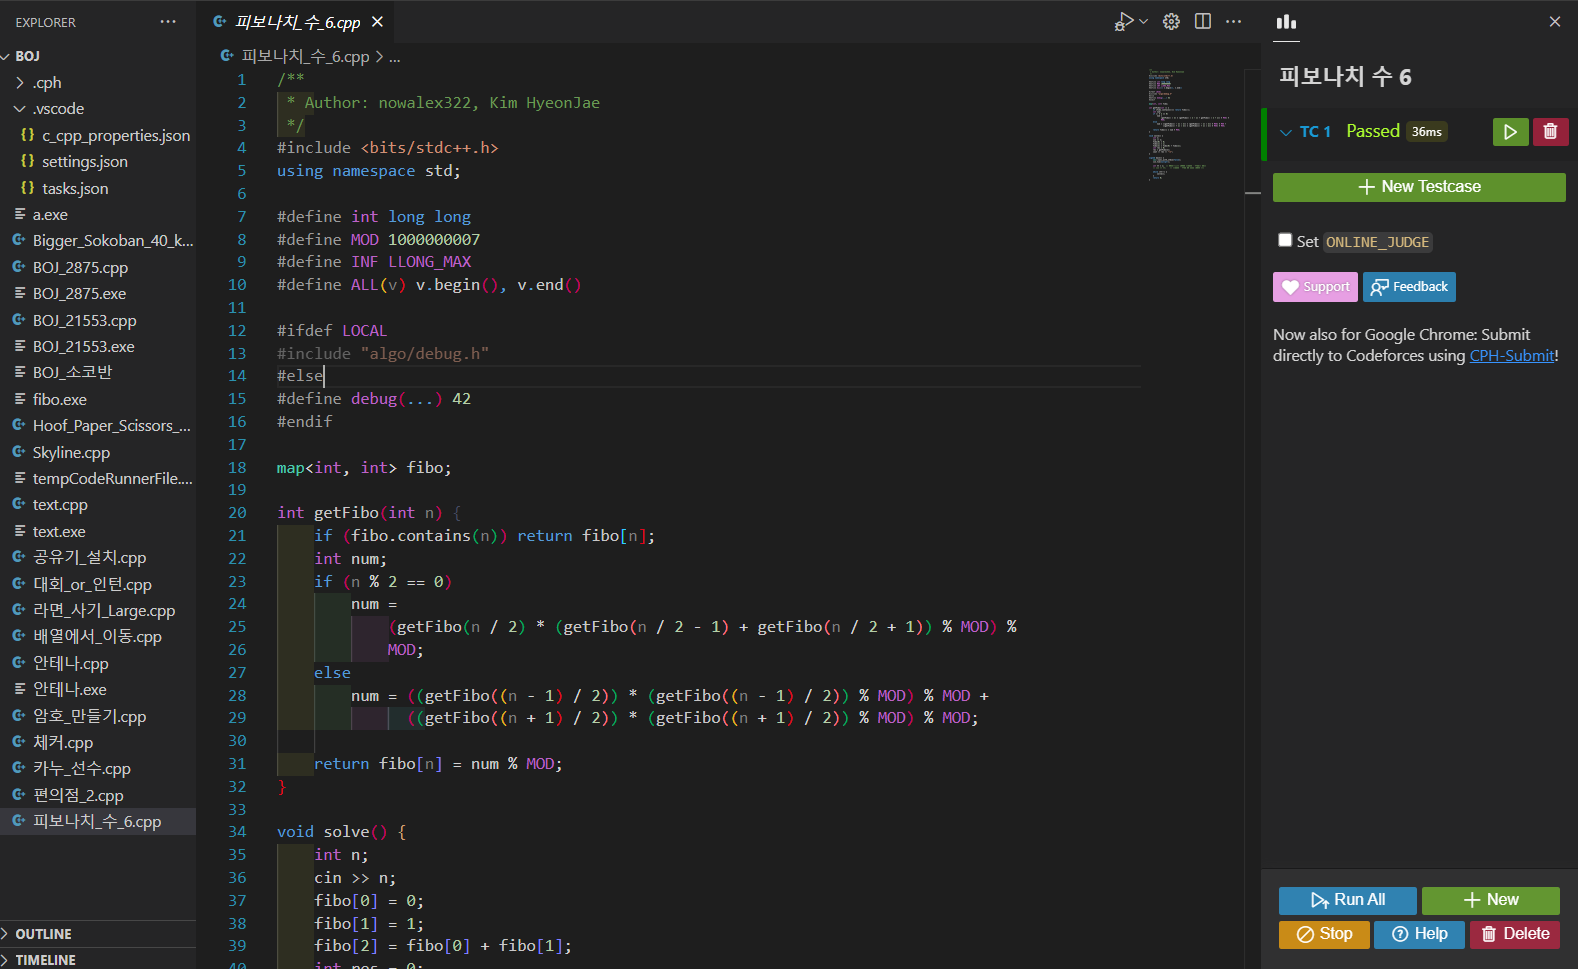 EXPLORER
BOJ
.cph
.vscode
c_cpp_properties.json
settings.json
tasks.json
a.exe
Bigger_Sokoban_40_k...
BOJ_2875.cpp
BOJ_2875.exe
BOJ_21553.cpp
BOJ_21553.exe
BOJ_소코반
fibo.exe
Hoof_Paper_Scissors_...
Skyline.cpp
tempCodeRunnerFile....
text.cpp
text.exe
공유기_설치.cpp
대회_or_인턴.cpp
라면_사기_Large.cpp
배열에서_이동.cpp
안테나.cpp
안테나.exe
암호_만들기.cpp
체커.cpp
카누_선수.cpp
편의점_2.cpp
피보나치_수_6.cpp
OUTLINE
TIMELINE
피보나치_수_6.cpp
피보나치_수_6.cpp > ...
1 /**
2 * Author: nowalex322, Kim HyeonJae
3 */
4 #include <bits/stdc++.h>
5 using namespace std;
6
7 #define int long long
8 #define MOD 1000000007
9 #define INF LLONG_MAX
10 #define ALL(v) v.begin(), v.end()
11
12 #ifdef LOCAL
13 #include "algo/debug.h"
14 #else
15 #define debug(...) 42
16 #endif
17
18 map<int, int> fibo;
19
20 int getFibo(int n) {
21 if (fibo.contains(n)) return fibo[n];
22 int num;
23 if (n % 2 == 0)
24 num =
25 (getFibo(n / 2) * (getFibo(n / 2 - 1) + getFibo(n / 2 + 1)) % MOD) %
26 MOD;
27 else
28 num = ((getFibo((n - 1) / 2)) * (getFibo((n - 1) / 2)) % MOD) % MOD +
29 ((getFibo((n + 1) / 2)) * (getFibo((n + 1) / 2)) % MOD) % MOD;
30
31 return fibo[n] = num % MOD;
32 }
33
34 void solve() {
35 int n;
36 cin >> n;
37 fibo[0] = 0;
38 fibo[1] = 1;
39 fibo[2] = fibo[0] + fibo[1];
40 int res = 0;
피보나치 수 6
TC 1 Passed 36ms
New Testcase
Set ONLINE_JUDGE
Support Feedback
Now also for Google Chrome: Submit
directly to Codeforces using CPH-Submit!
Run All New
Stop Help Delete